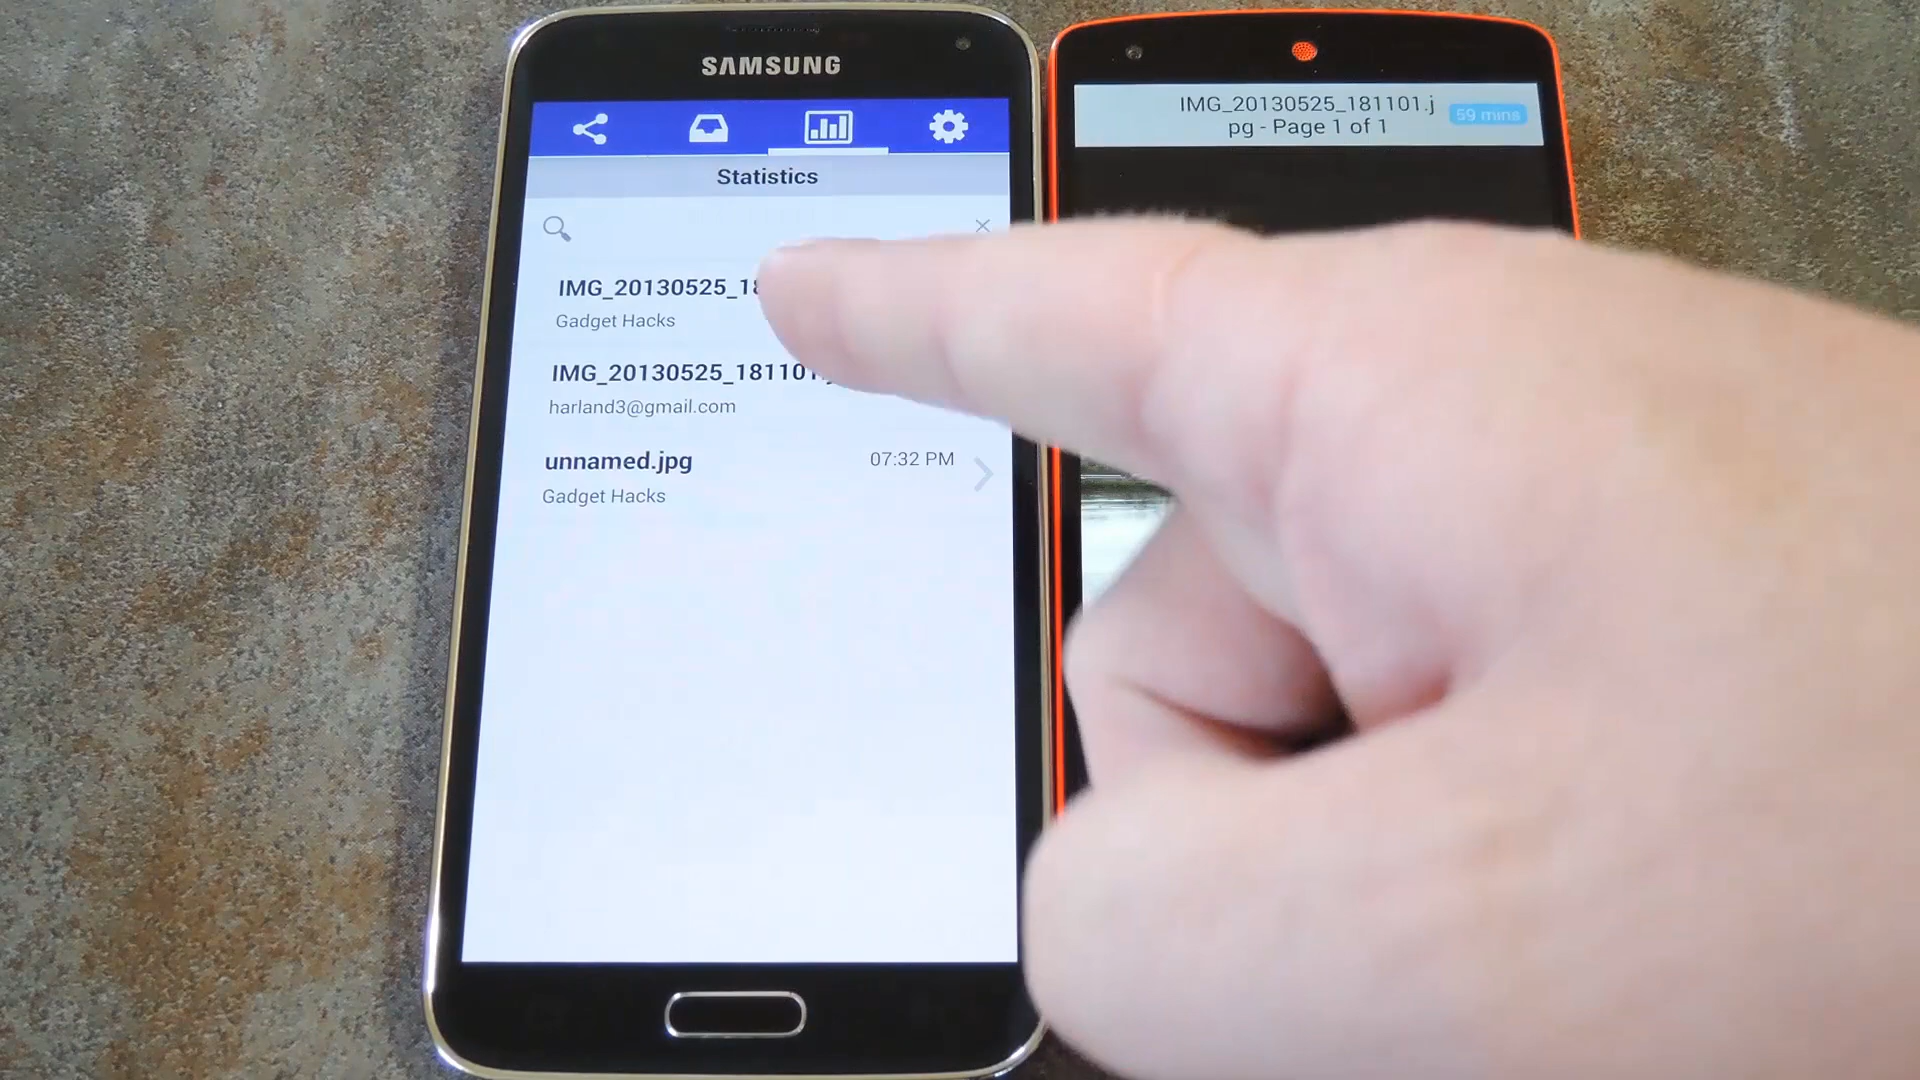 SAMSUNG
Statistics
IMG_20130525_18
Gadget Hacks
IMG_20130525_181101.j
harland3@gmail.com
unnamed.jpg 07:32 PM
Gadget Hacks
IMG_20130525_181101.j
pg - Page 1 of 1
59 mins